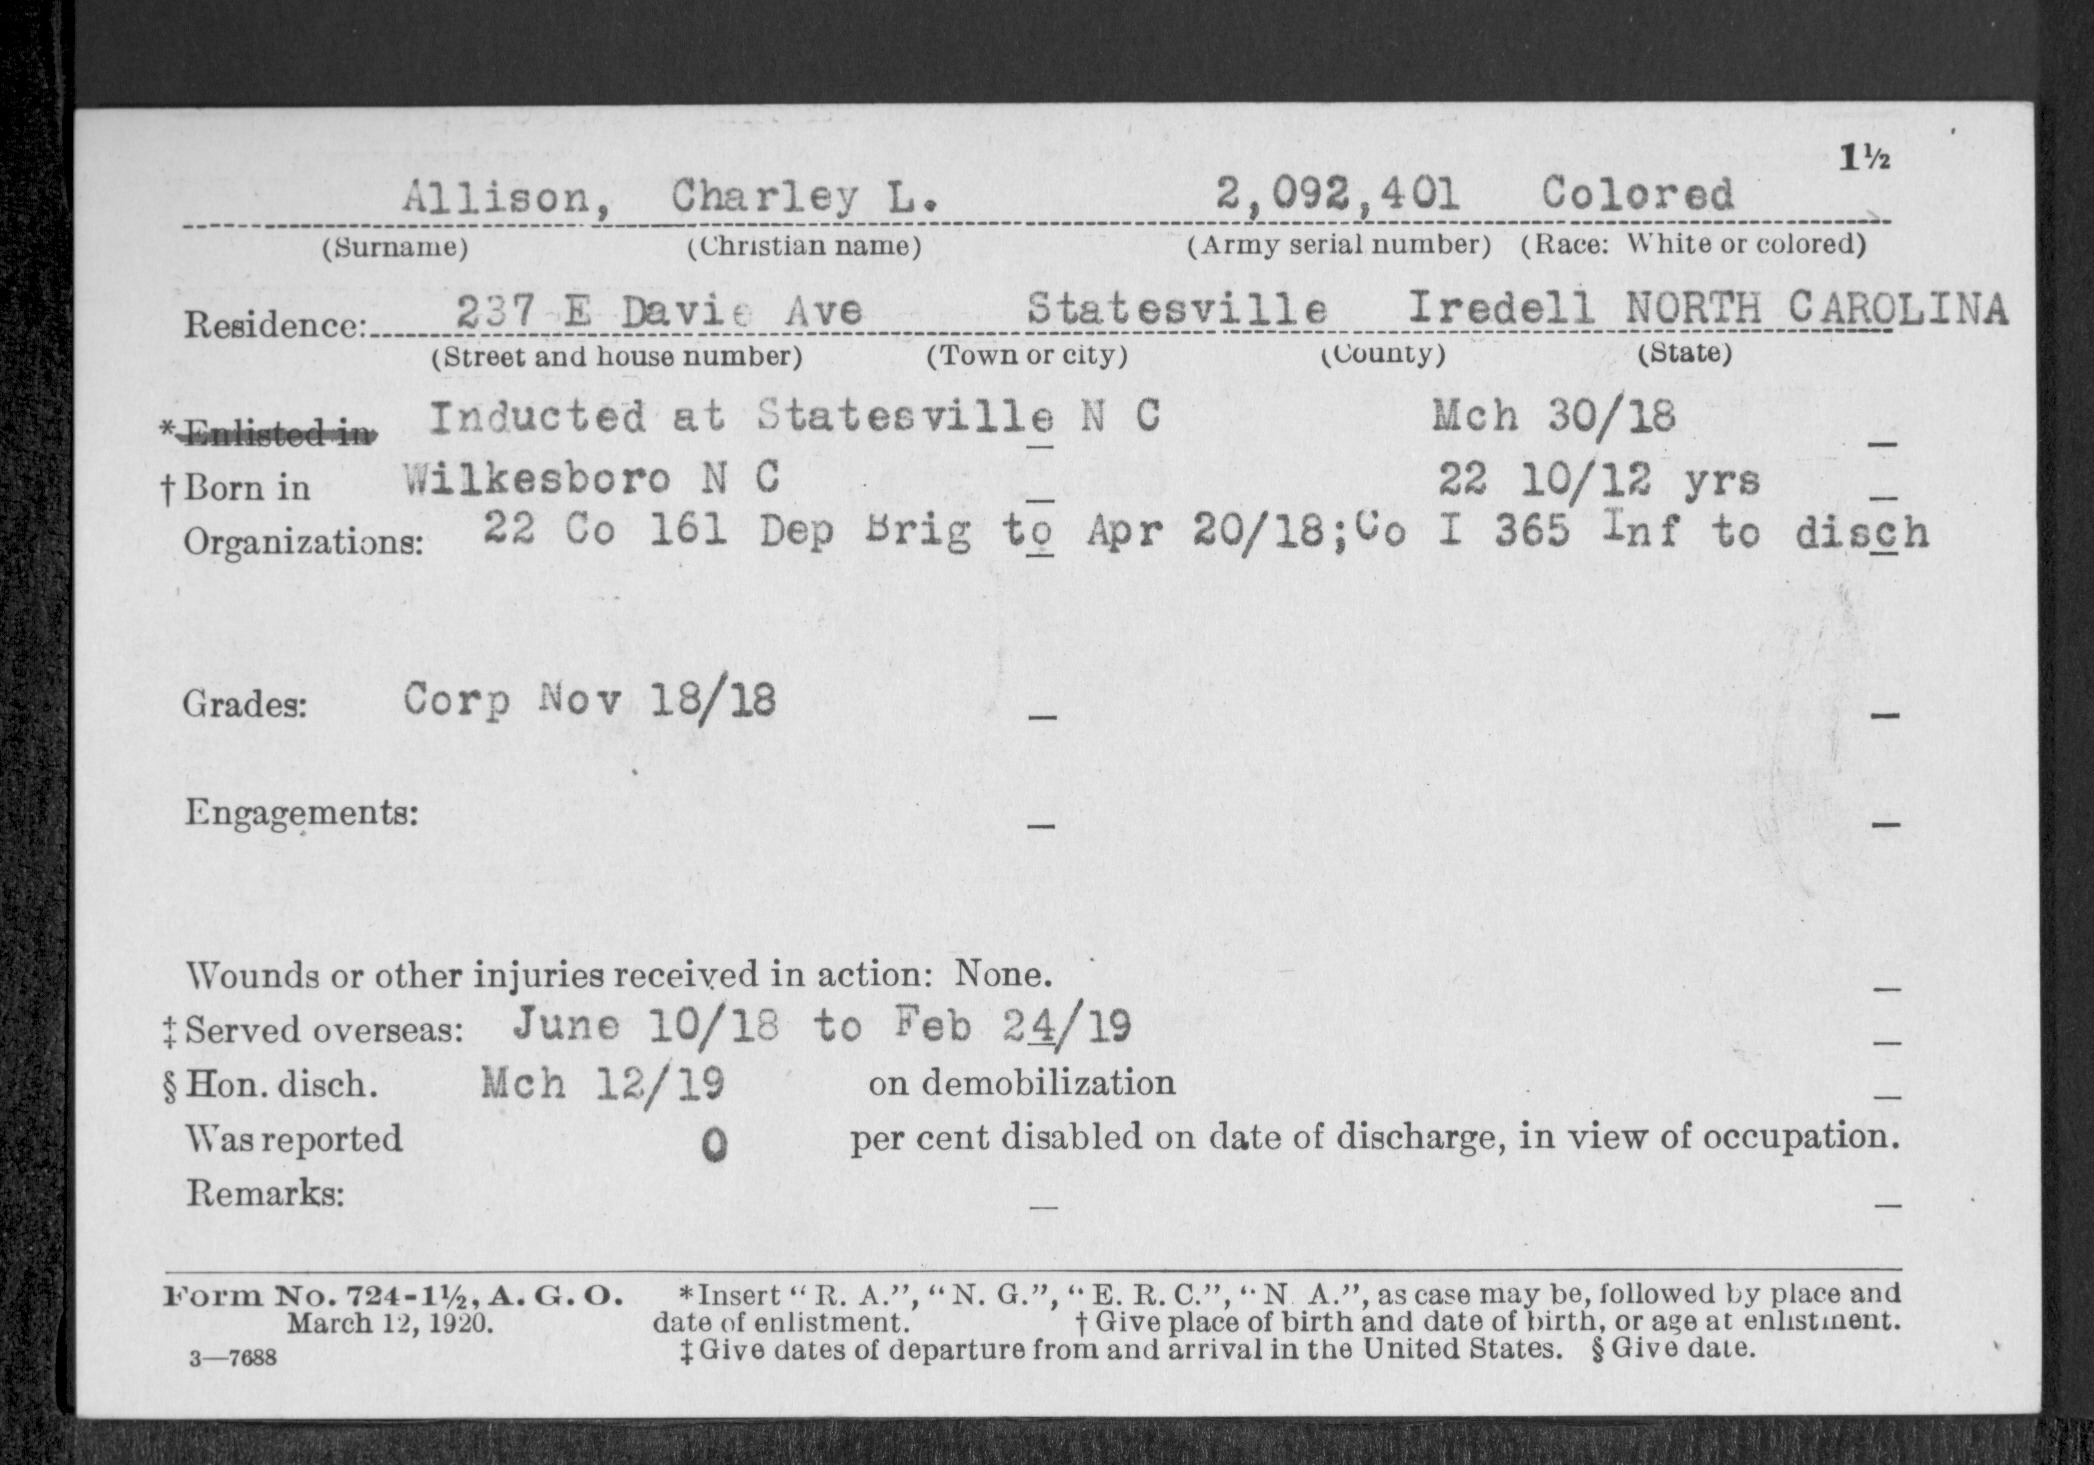 1½
Allison, Charley L. 2,092,401 Colored
(Surname) (Christian name) (Army serial number) (Race: White or colored)
Residence: 237 E Davie Ave Statesville Iredell NORTH CAROLINA
(Street and house number) (Town or city) (County) (State)
*Enlisted in Inducted at Statesville N C Mch 30/18
†Born in Wilkesboro N C 22 10/12 yrs
Organizations: 22 Co 161 Dep Brig to Apr 20/18;Co I 365 Inf to disch
Grades: Corp Nov 18/18
Engagements:
Wounds or other injuries received in action: None.
‡Served overseas: June 10/18 to Feb 24/19
§Hon. disch. Mch 12/19 on demobilization
Was reported 0 per cent disabled on date of discharge, in view of occupation.
Remarks:
Form No. 724-1½, A. G. O. *Insert "R. A.", "N. G.", "E. R. C.", "N A.", as case may be, followed by place and
March 12, 1920. date of enlistment. †Give place of birth and date of birth, or age at enlistment.
3—7688 ‡Give dates of departure from and arrival in the United States. §Give date.